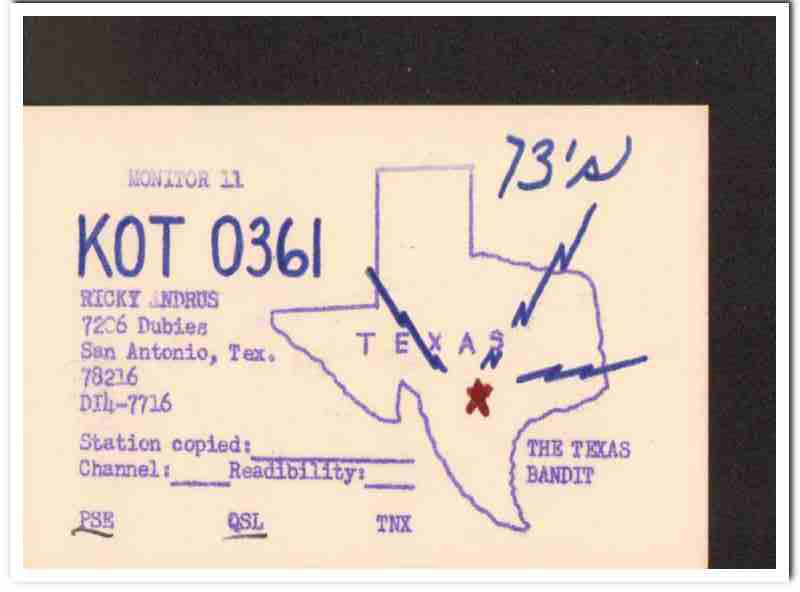 73's
MONITOR 11
KOT 0361
RICKY ANDRUS
7206 Dubies
San Antonio, Tex.
78216
DI4-7716
TEXAS
Station copied:
Channel: Readibility:
THE TEXAS
BANDIT
PSE QSL TNX